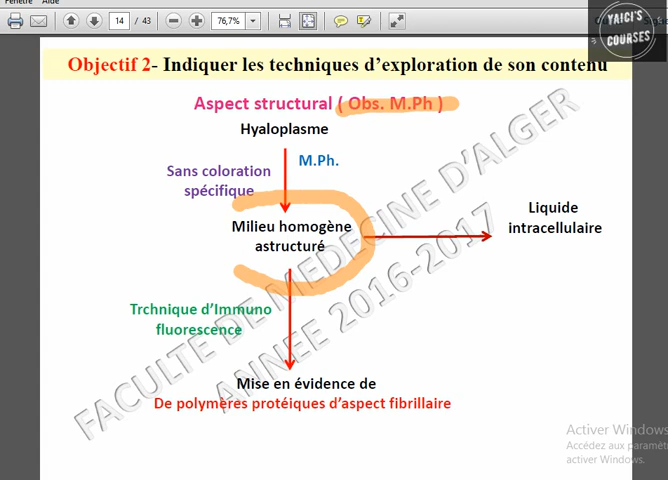 Fenêtre Aide
14 / 43
76,7%
YAICI'S
COURSES
Objectif 2- Indiquer les techniques d'exploration de son contenu
Aspect structural ( Obs. M.Ph )
Hyaloplasme
M.Ph.
Sans coloration
spécifique
Milieu homogène
astructuré
Liquide
intracellulaire
Trchnique d'Immuno
fluorescence
Mise en évidence de
De polymères protéiques d'aspect fibrillaire
FACULTE DE MEDECINE D'ALGER
ANNEE 2016-2017
Activer Windows
Accédez aux paramèt
activer Windows.